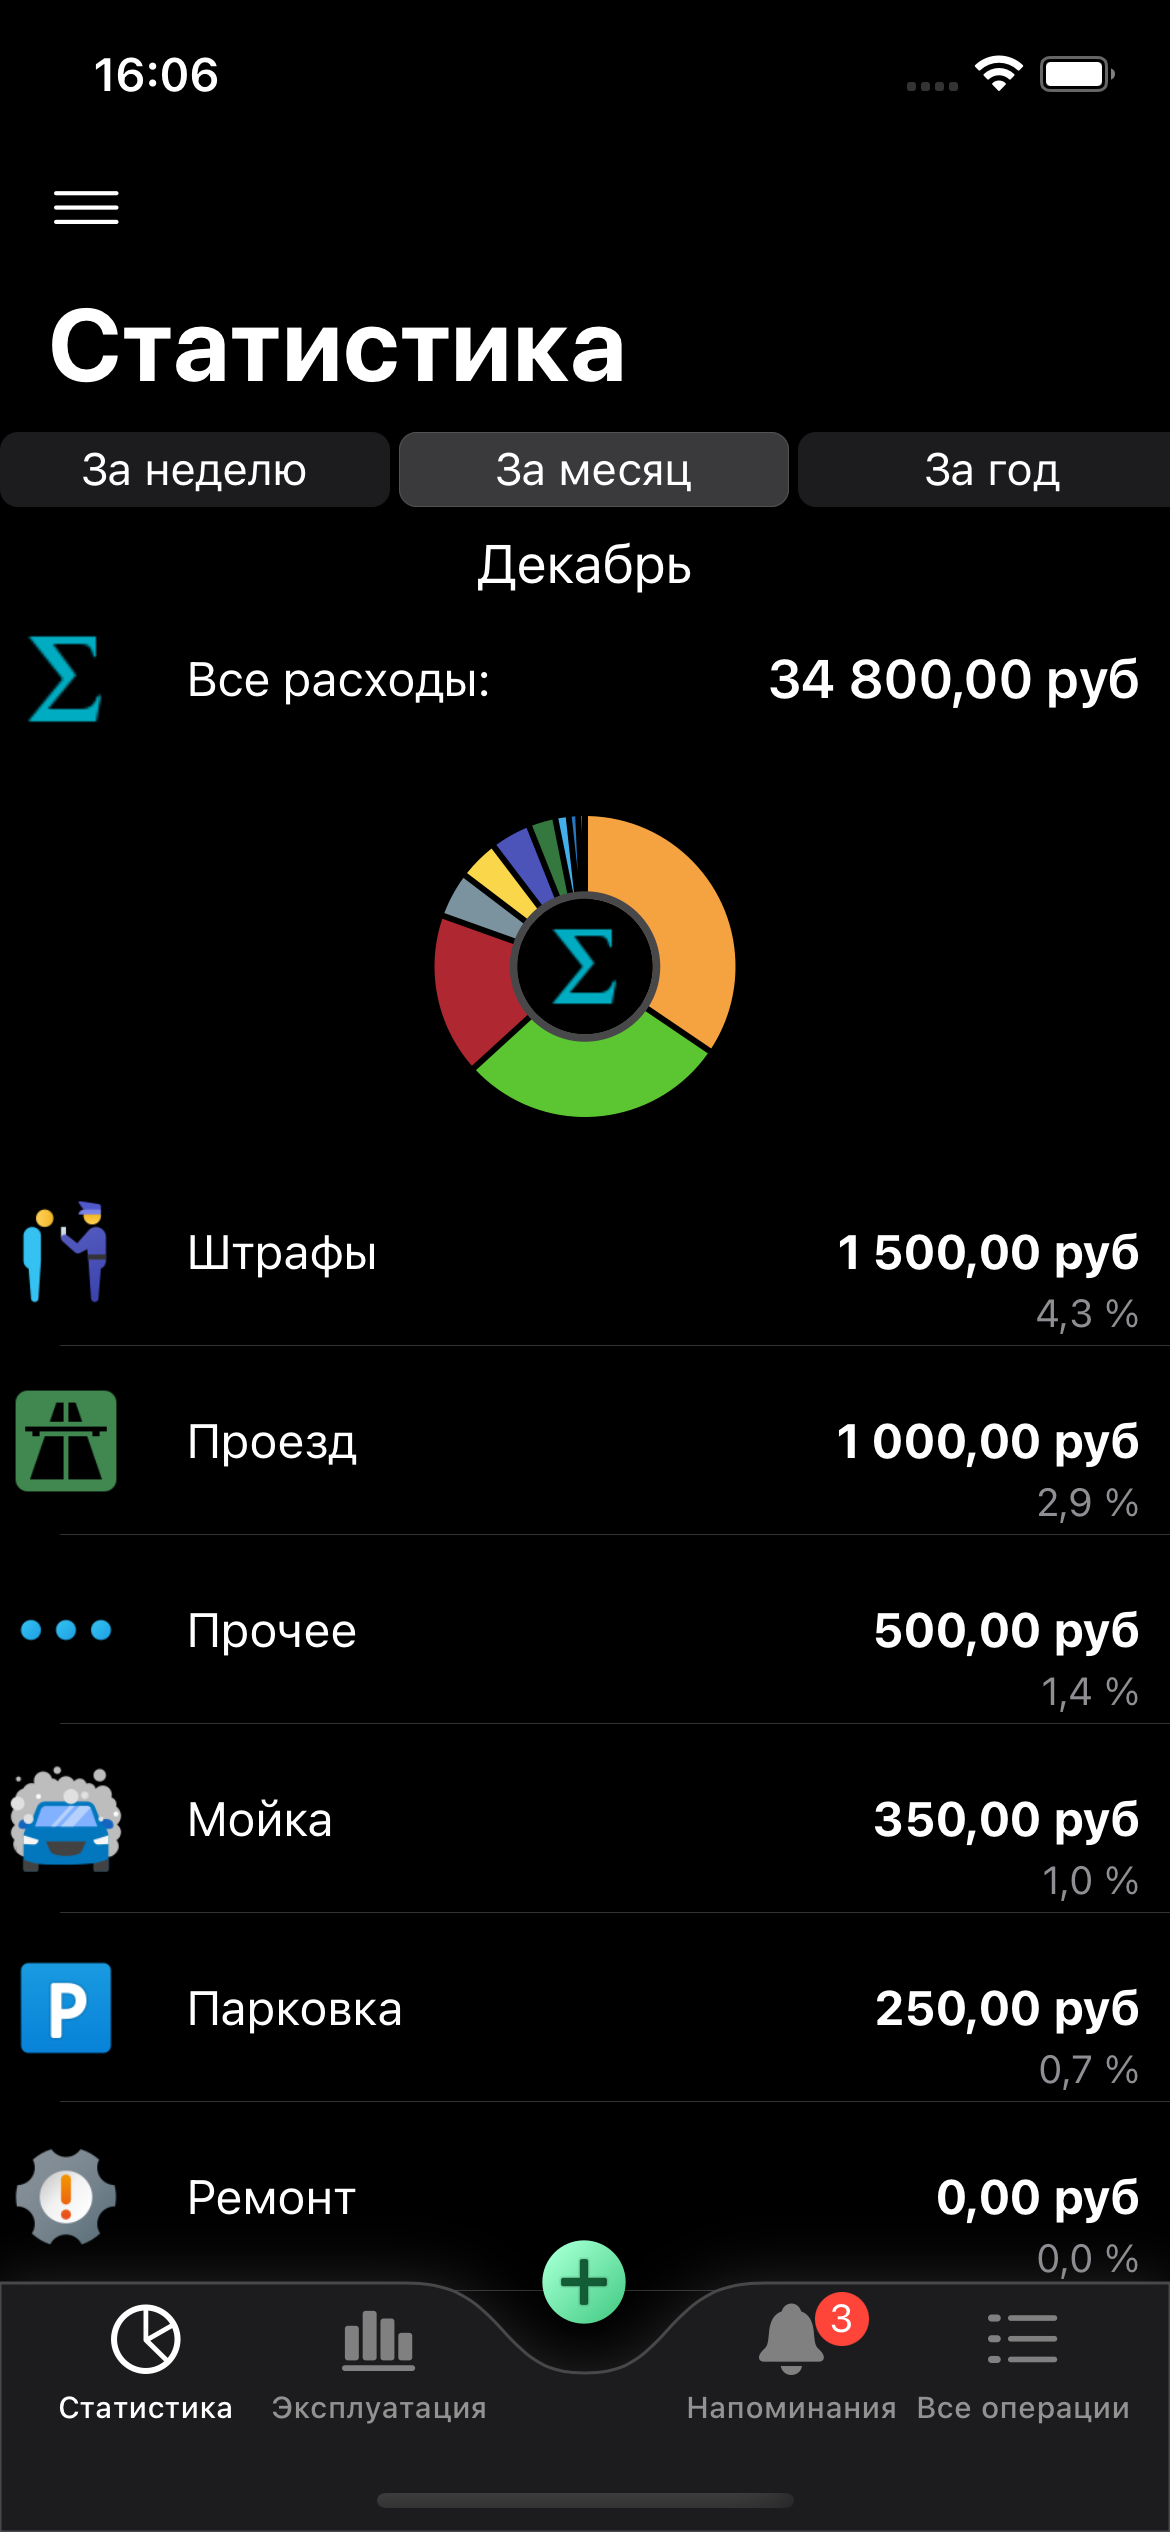 16:06
Статистика
За неделю
За месяц
За год
Декабрь
Σ
Все расходы:
34 800,00 руб
Σ
Штрафы
1 500,00 руб
4,3 %
Проезд
1 000,00 руб
2,9 %
Прочее
500,00 руб
1,4 %
Мойка
350,00 руб
1,0 %
P
Парковка
250,00 руб
0,7 %
Ремонт
0,00 руб
0,0 %
3
Статистика
Эксплуатация
Напоминания
Все операции